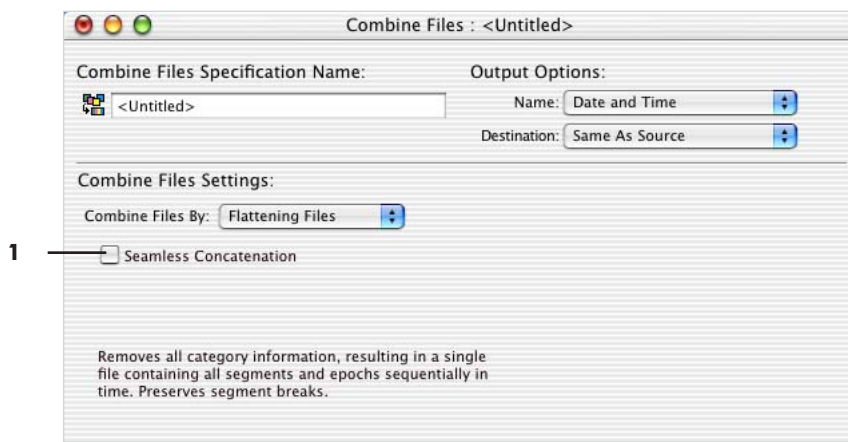 Combine Files : <Untitled>
Combine Files Specification Name:
<Untitled>
Output Options:
Name: Date and Time
Destination: Same As Source
Combine Files Settings:
Combine Files By: Flattening Files
1
Seamless Concatenation
Removes all category information, resulting in a single
file containing all segments and epochs sequentially in
time. Preserves segment breaks.